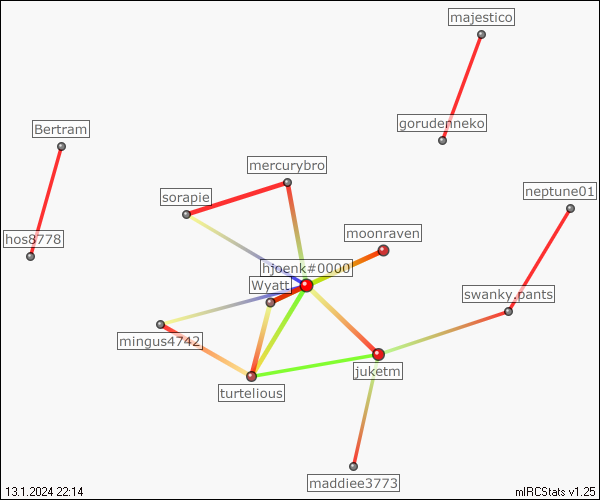 majestico
gorudenneko
Bertram
mercurybro
neptune01
sorapie
moonraven
hos8778
hjoenk#0000
Wyatt
swanky.pants
mingus4742
juketm
turtelious
maddiee3773
13.1.2024 22:14
mIRCStats v1.25